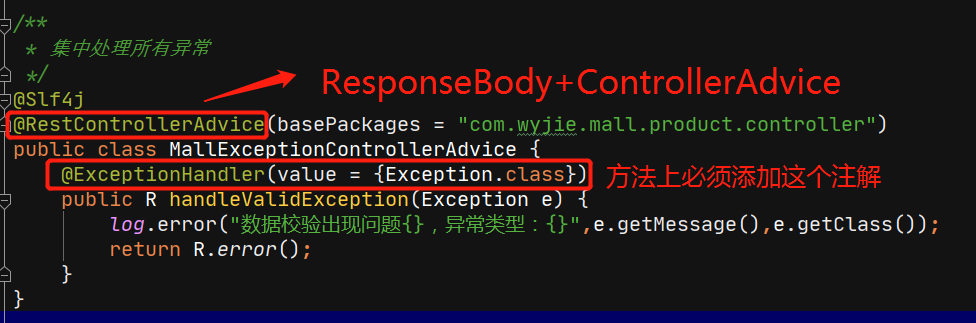 /**
* 集中处理所有异常
*/
@Slf4j
ResponseBody+ControllerAdvice
@RestControllerAdvice(basePackages = "com.wyjie.mall.product.controller")
public class MallExceptionControllerAdvice {
@ExceptionHandler(value = {Exception.class}) 方法上必须添加这个注解
public R handleValidException(Exception e) {
log.error("数据校验出现问题{}，异常类型：{}",e.getMessage(),e.getClass());
return R.error();
}
}